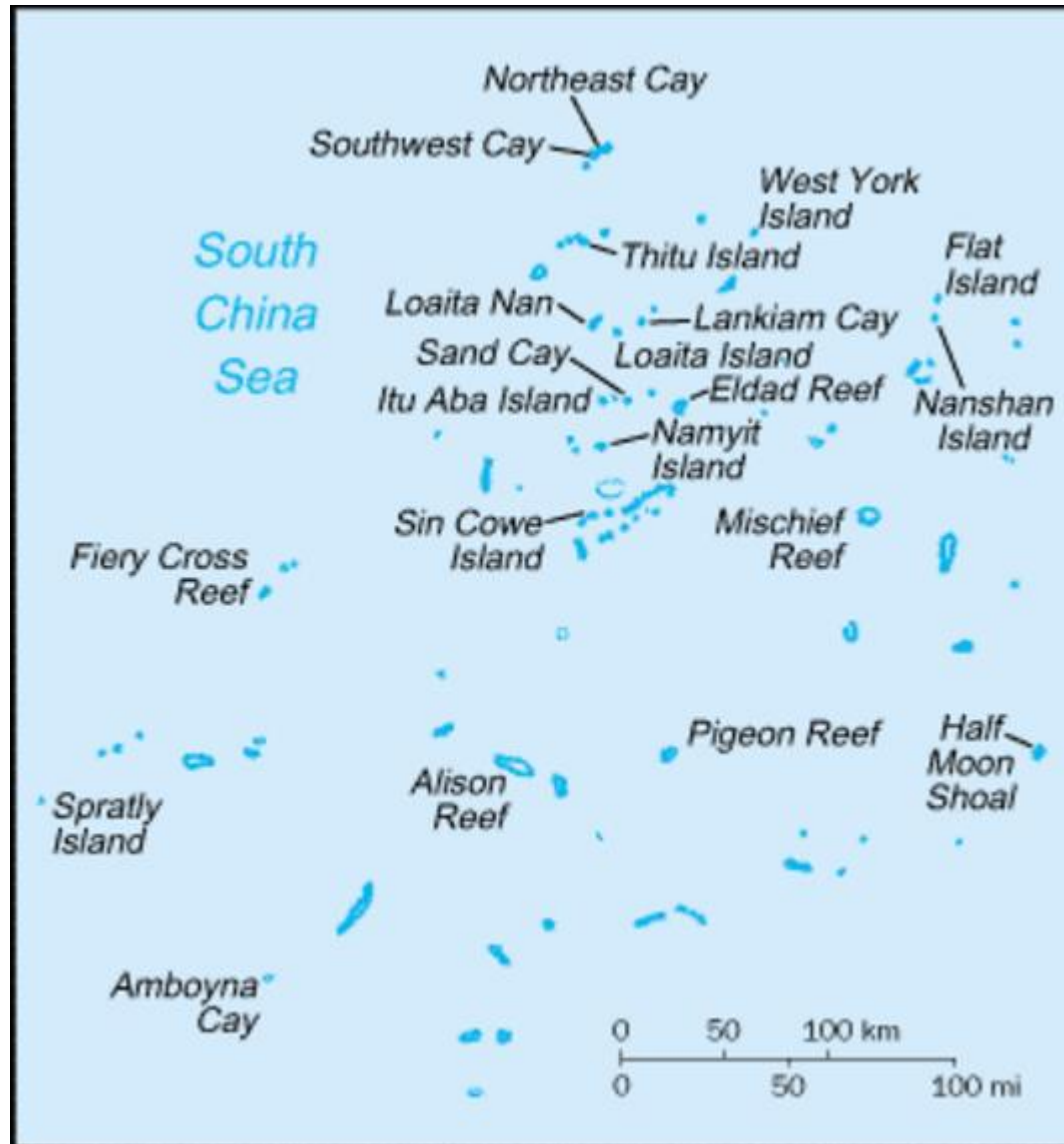 Northeast Cay
Southwest Cay
West York
Island
South
China
Sea
Thitu Island
Flat
Island
Loaita Nan
Lankiam Cay
Sand Cay
Loaita Island
Itu Aba Island
Eldad Reef
Nanshan
Island
Namyit
Island
Sin Cowe
Island
Mischief
Reef
Fiery Cross
Reef
Pigeon Reef
Half
Moon
Shoal
Alison
Reef
Spratly
Island
Amboyna
Cay
0 50 100 km
0 50 100 mi